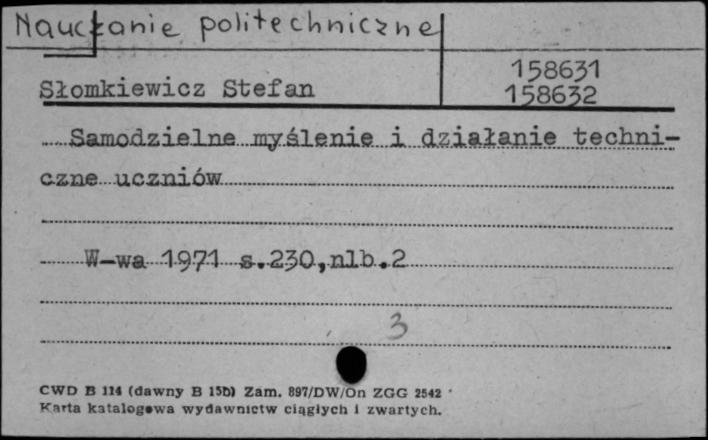 Nauczanie politechniczne
158631
Słomkiewicz Stefan
158632
Samodzielne myślenie i działanie techni-
czne uczniów
W-wa 1971 s.230,nlb.2
3
CWD B 114 (dawny B 15b) Zam. 897/DW/On ZGG 2542
Karta katalogowa wydawnictw ciągłych i zwartych.